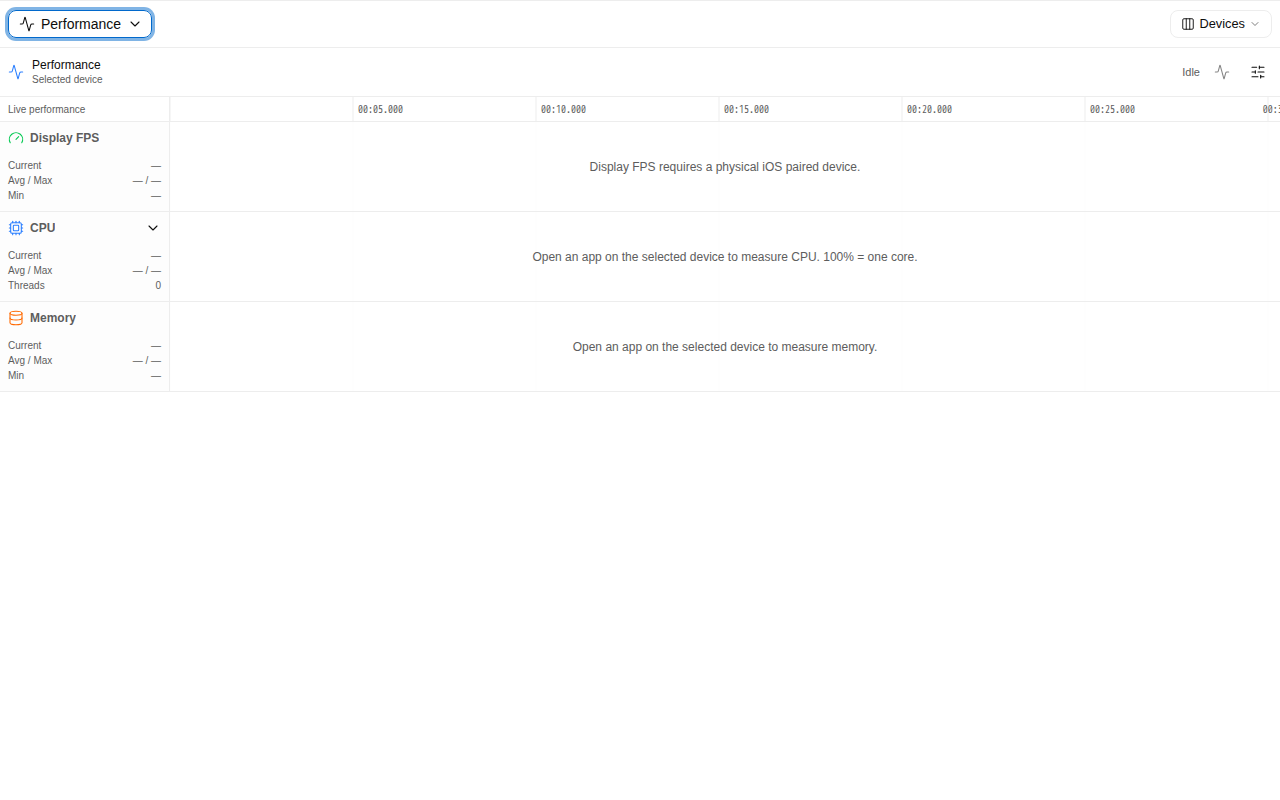 Performance
Devices
Performance
Selected device
Idle
Live performance
00:05.000
00:10.000
00:15.000
00:20.000
00:25.000
Display FPS
Current —
Avg / Max — / —
Min —
Display FPS requires a physical iOS paired device.
CPU
Current —
Avg / Max — / —
Threads 0
Open an app on the selected device to measure CPU. 100% = one core.
Memory
Current —
Avg / Max — / —
Min —
Open an app on the selected device to measure memory.